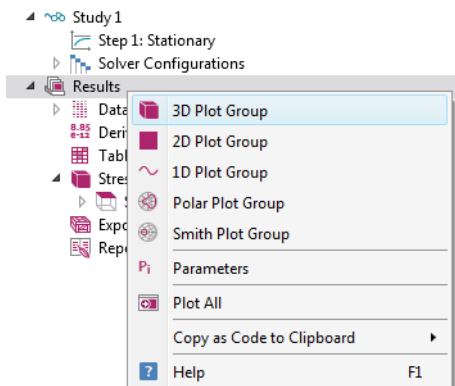 Study 1
Step 1: Stationary
Solver Configurations
Results
Data
3D Plot Group
8.85
e-12
Deri
2D Plot Group
Tabl
1D Plot Group
Stres
Polar Plot Group
Expo
Smith Plot Group
Repo
Pi
Parameters
Plot All
Copy as Code to Clipboard
? Help F1